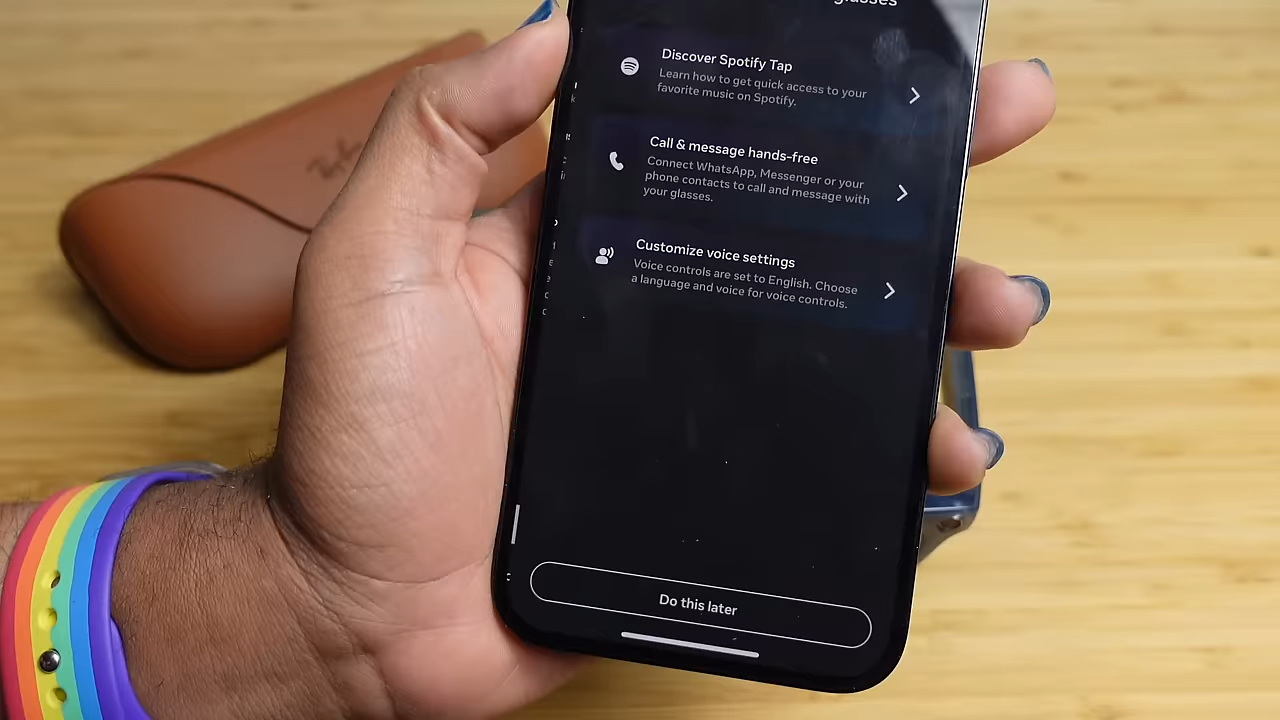 glasses
Discover Spotify Tap
Learn how to get quick access to your
favorite music on Spotify.
Call & message hands-free
Connect WhatsApp, Messenger or your
phone contacts to call and message with
your glasses.
Customize voice settings
Voice controls are set to English. Choose
a language and voice for voice controls.
Do this later